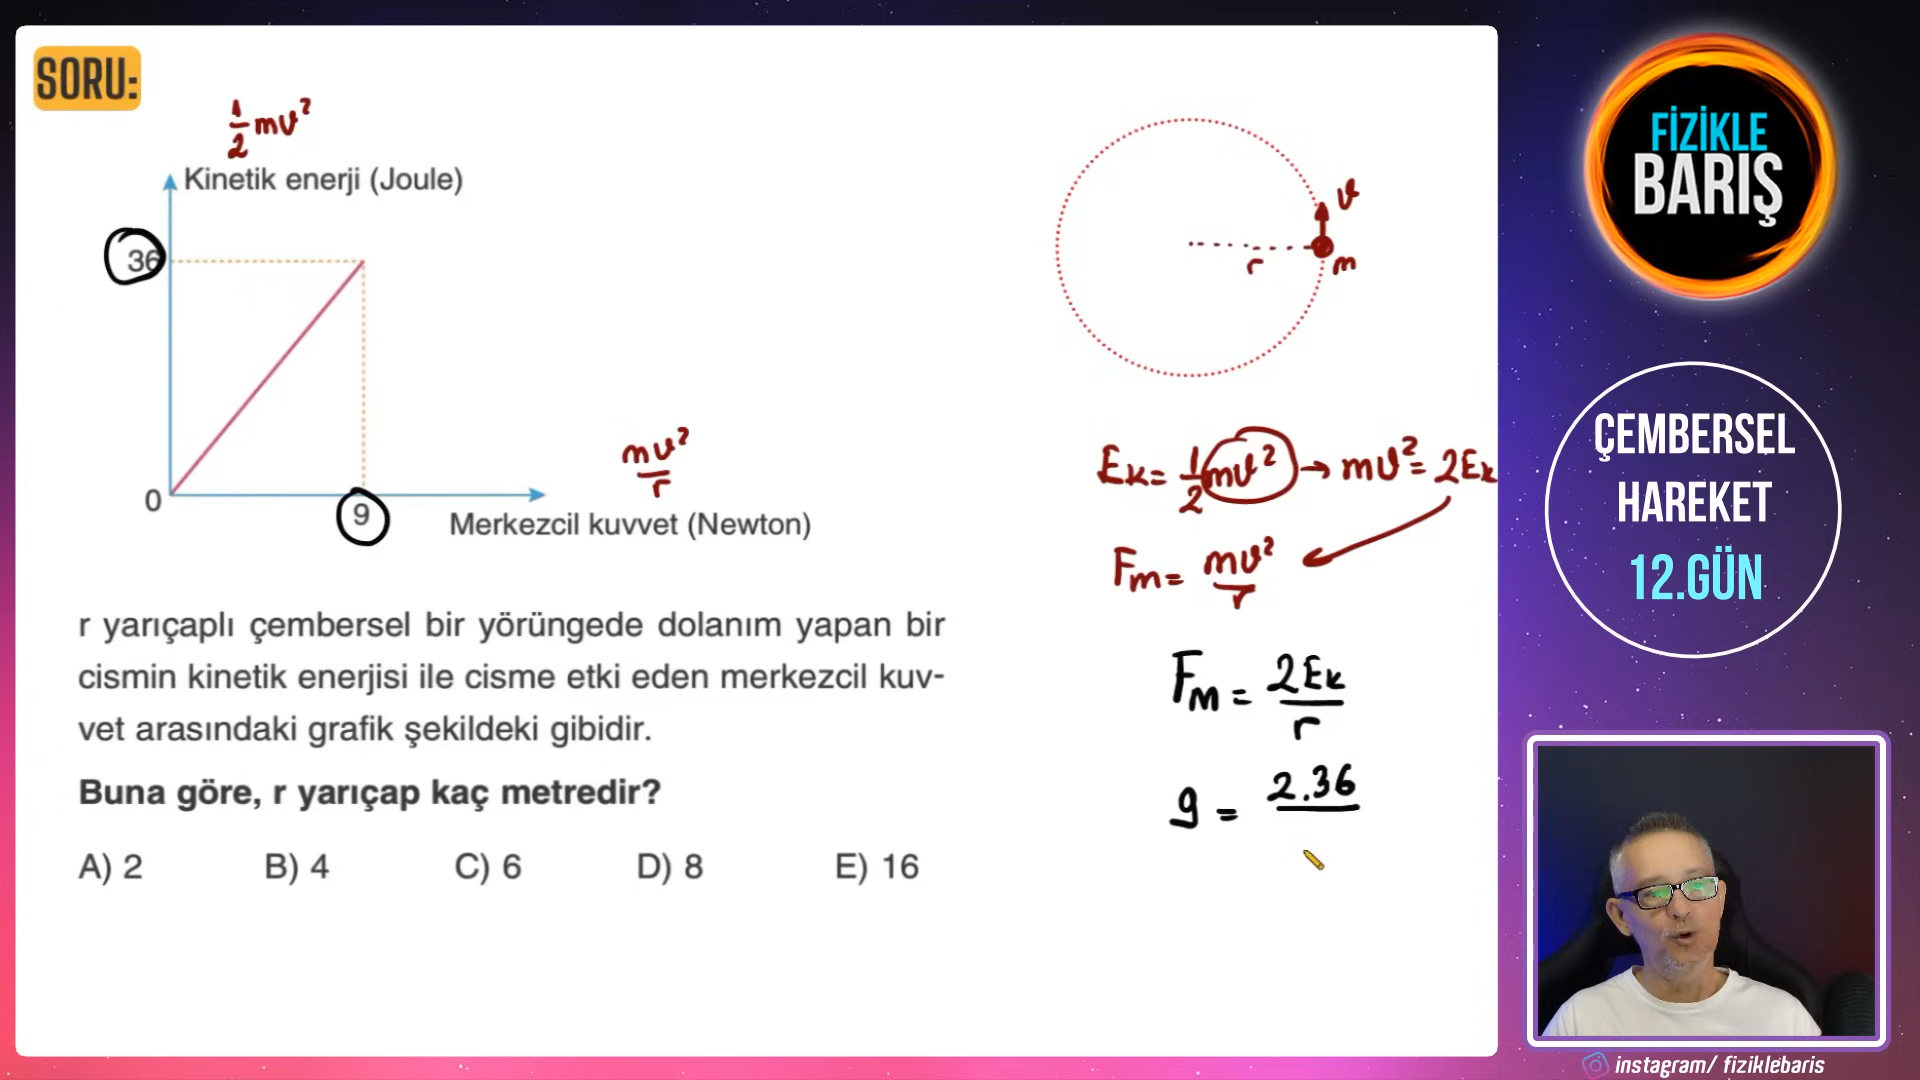 SORU:
1/2 mv²
Kinetik enerji (Joule)
36
0
9
mv²/r
Merkezcil kuvvet (Newton)
r yarıçaplı çembersel bir yörüngede dolanım yapan bir
cismin kinetik enerjisi ile cisme etki eden merkezcil kuv-
vet arasındaki grafik şekildeki gibidir.
Buna göre, r yarıçap kaç metredir?
A) 2 B) 4 C) 6 D) 8 E) 16
v
r
m
Ek = 1/2 mv² → mv² = 2Ek
Fm = mv²/r
FM = 2Ek/r
9 = 2.36
FİZİKLE
BARIŞ
ÇEMBERSEL
HAREKET
12.GÜN
instagram/ fiziklebaris